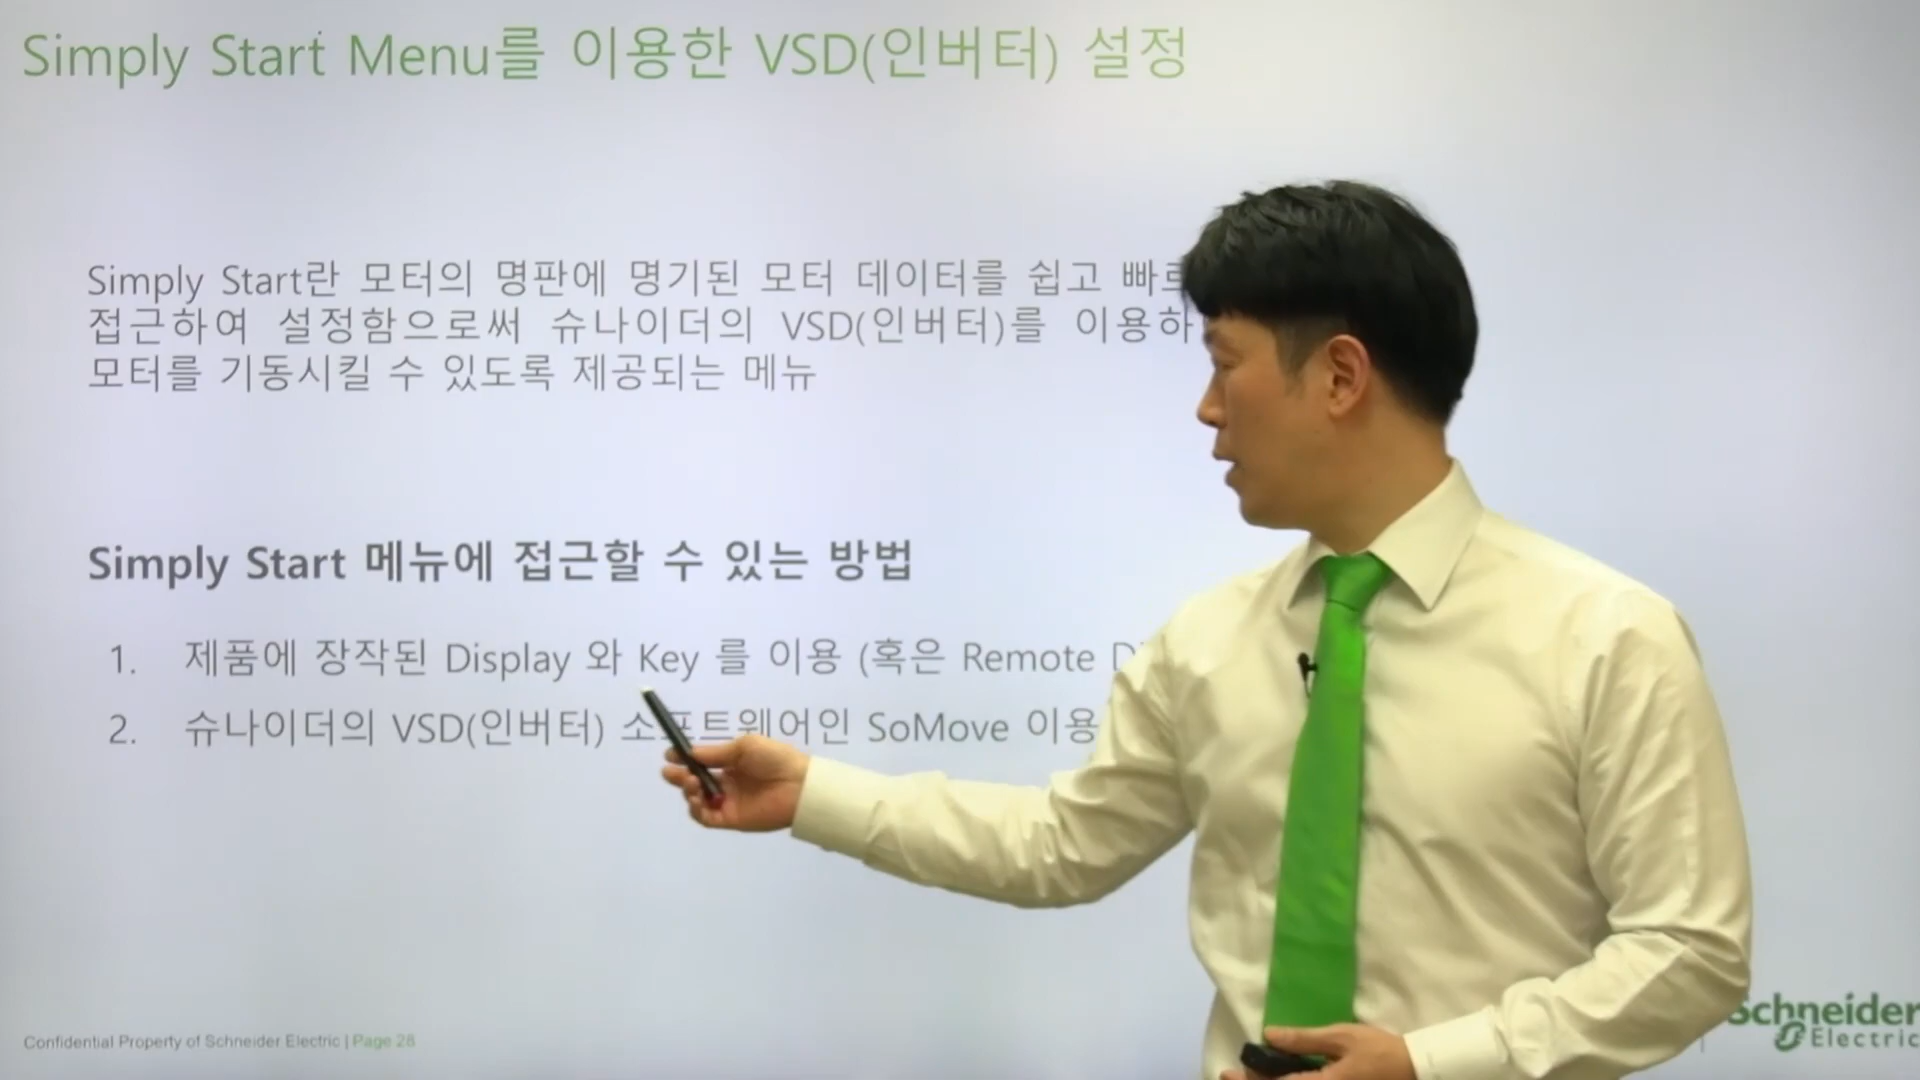 Simply Start Menu를 이용한 VSD(인버터) 설정
Simply Start란 모터의 명판에 명기된 모터 데이터를 쉽고
접근하여 설정함으로써 슈나이더의 VSD(인버터)를
모터를 기동시킬 수 있도록 제공되는 메뉴
Simply Start 메뉴에 접근할 수 있는 방법
1. 제품에 장작된 Display 와 Key 를 이용 (혹은 Remote
2. 슈나이더의 VSD(인버터) 소프트웨어인 SoMove 이용
Confidential Property of Schneider Electric | Page 28
Schneider
Electric